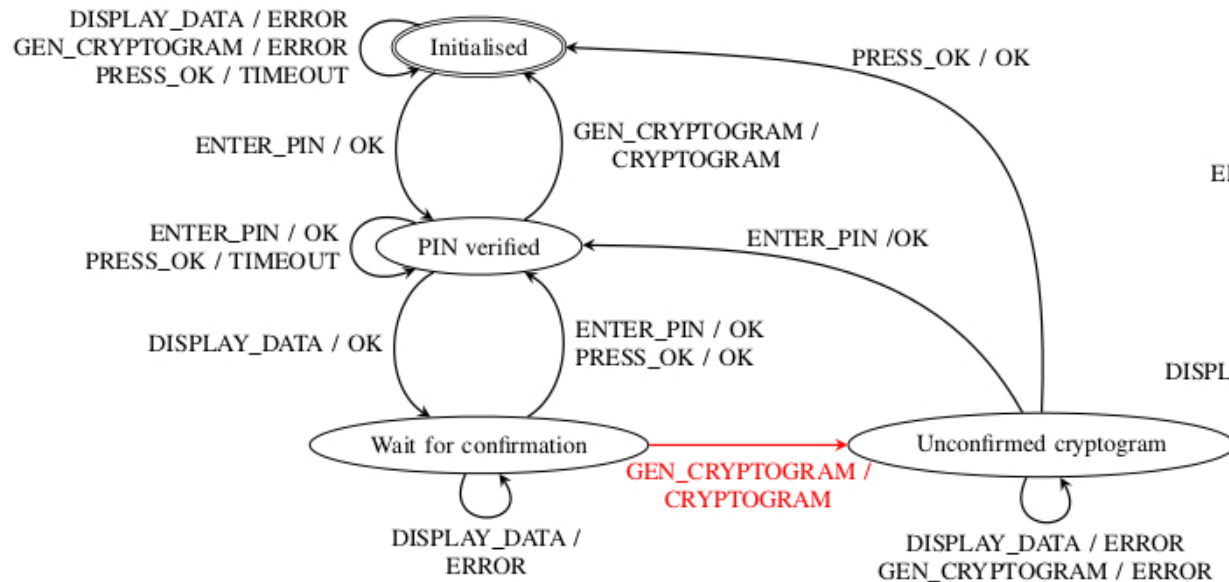 DISPLAY_DATA / ERROR
GEN_CRYPTOGRAM / ERROR
PRESS_OK / TIMEOUT
Initialised
PRESS_OK / OK
ENTER_PIN / OK
GEN_CRYPTOGRAM /
CRYPTOGRAM
ENTER_PIN / OK
PRESS_OK / TIMEOUT
PIN verified
ENTER_PIN /OK
DISPLAY_DATA / OK
ENTER_PIN / OK
PRESS_OK / OK
DISPL
Wait for confirmation
Unconfirmed cryptogram
GEN_CRYPTOGRAM /
CRYPTOGRAM
DISPLAY_DATA /
ERROR
DISPLAY_DATA / ERROR
GEN_CRYPTOGRAM / ERROR